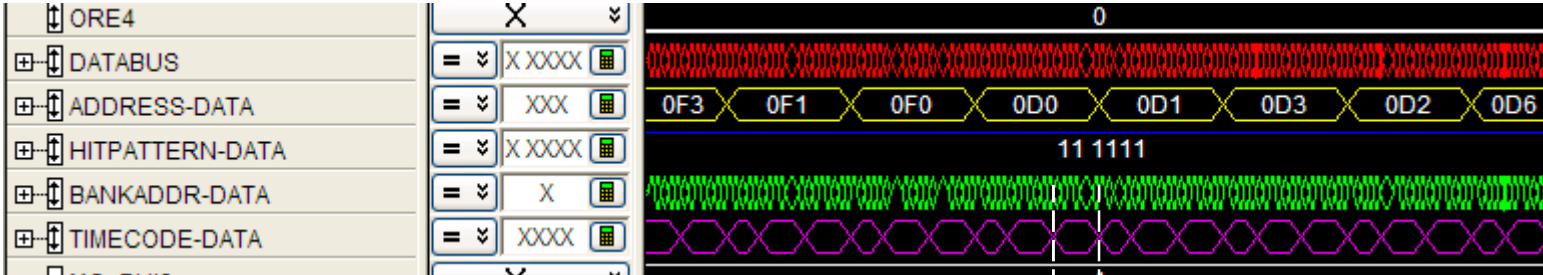 ORE4 X 0
DATABUS = X XXXX
ADDRESS-DATA = XXX 0F3 0F1 0F0 0D0 0D1 0D3 0D2 0D6
HITPATTERN-DATA = X XXXX 11 1111
BANKADDR-DATA = X
TIMECODE-DATA = XXXX